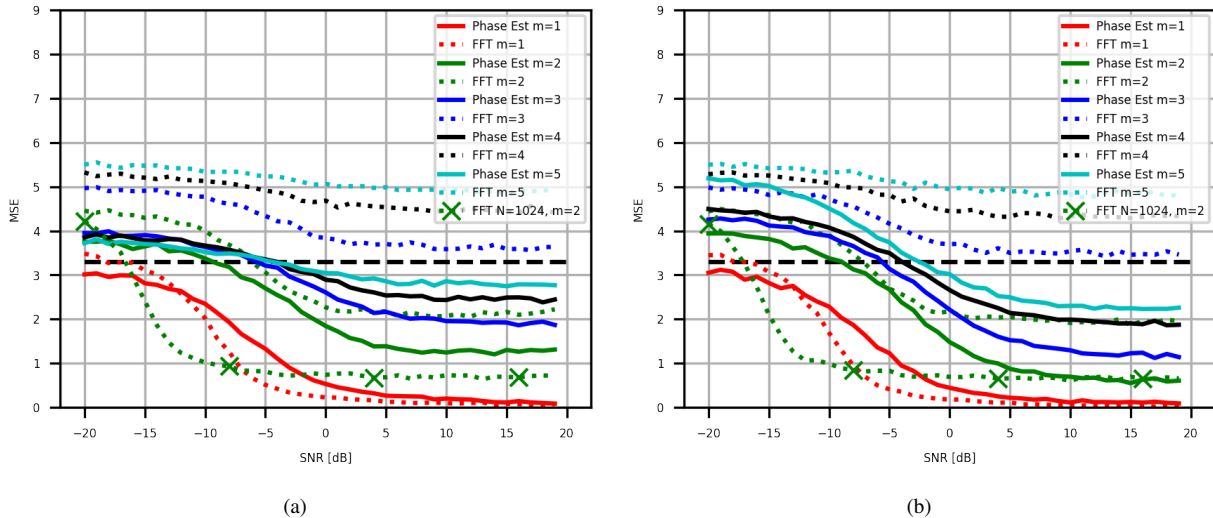 9
8
7
6
5
4
3
2
1
0
MSE
−20
−15
−10
−5
0
5
10
15
20
SNR [dB]
Phase Est m=1
FFT m=1
Phase Est m=2
FFT m=2
Phase Est m=3
FFT m=3
Phase Est m=4
FFT m=4
Phase Est m=5
FFT m=5
FFT N=1024, m=2
(a)
9
8
7
6
5
4
3
2
1
0
MSE
−20
−15
−10
−5
0
5
10
15
20
SNR [dB]
Phase Est m=1
FFT m=1
Phase Est m=2
FFT m=2
Phase Est m=3
FFT m=3
Phase Est m=4
FFT m=4
Phase Est m=5
FFT m=5
FFT N=1024, m=2
(b)